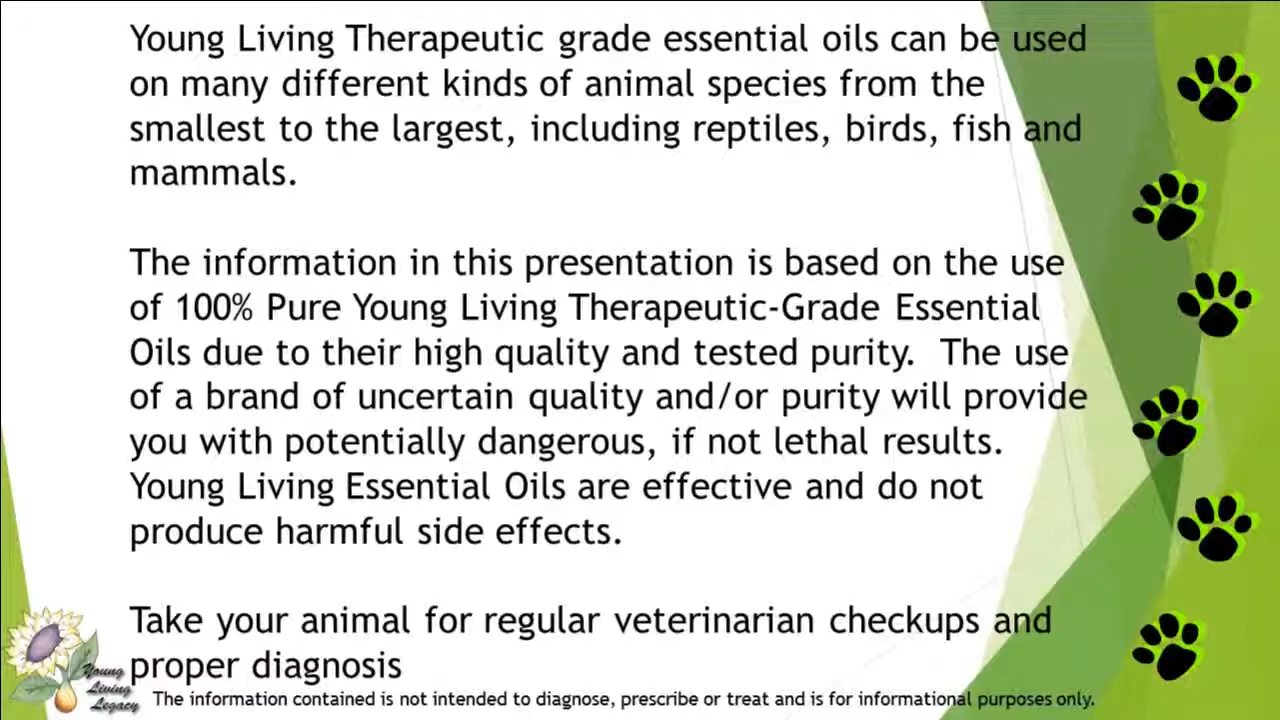 Young Living Therapeutic grade essential oils can be used
on many different kinds of animal species from the
smallest to the largest, including reptiles, birds, fish and
mammals.
The information in this presentation is based on the use
of 100% Pure Young Living Therapeutic-Grade Essential
Oils due to their high quality and tested purity.  The use
of a brand of uncertain quality and/or purity will provide
you with potentially dangerous, if not lethal results.
Young Living Essential Oils are effective and do not
produce harmful side effects.
Take your animal for regular veterinarian checkups and
proper diagnosis
Young
Living
Legacy
The information contained is not intended to diagnose, prescribe or treat and is for informational purposes only.